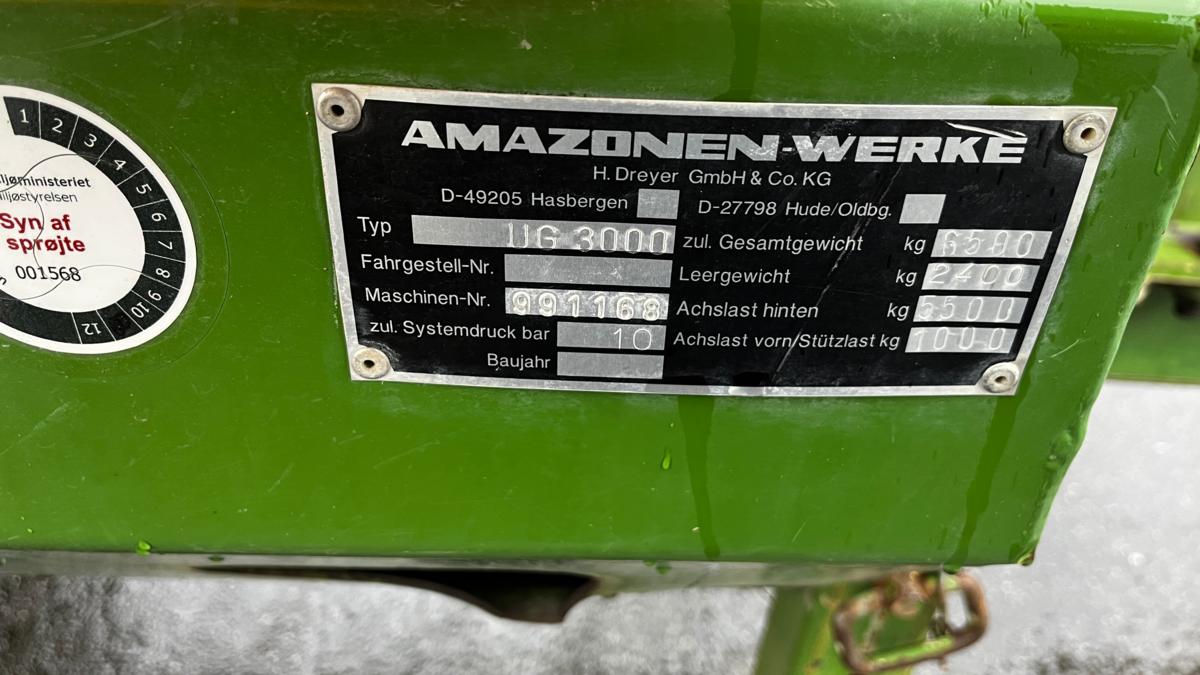 1 2 3 4 5 6 7 8 9 10 12
Syn af
sprøjte
001568
AMAZONEN-WERKE
H. Dreyer GmbH & Co. KG
D-49205 Hasbergen D-27798 Hude/Oldbg.
Typ UG 3000 zul. Gesamtgewicht kg 6500
Fahrgestell-Nr. Leergewicht kg 2400
Maschinen-Nr. 991168 Achslast hinten kg 5500
zul. Systemdruck bar 10 Achslast vorn/Stützlast kg 1000
Baujahr